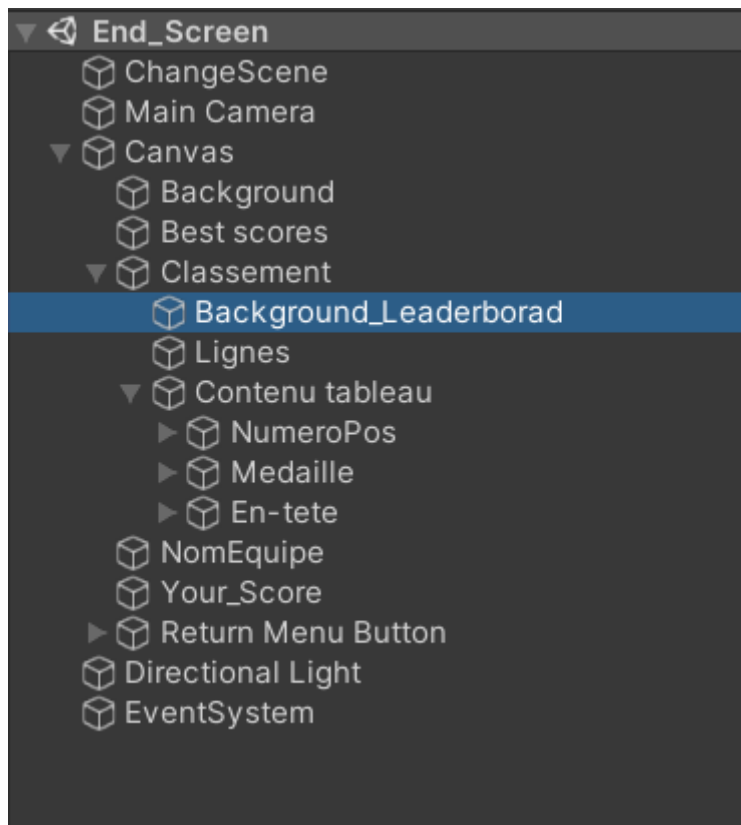 End_Screen
ChangeScene
Main Camera
Canvas
Background
Best scores
Classement
Background_Leaderborad
Lignes
Contenu tableau
NumeroPos
Medaille
En-tete
NomEquipe
Your_Score
Return Menu Button
Directional Light
EventSystem